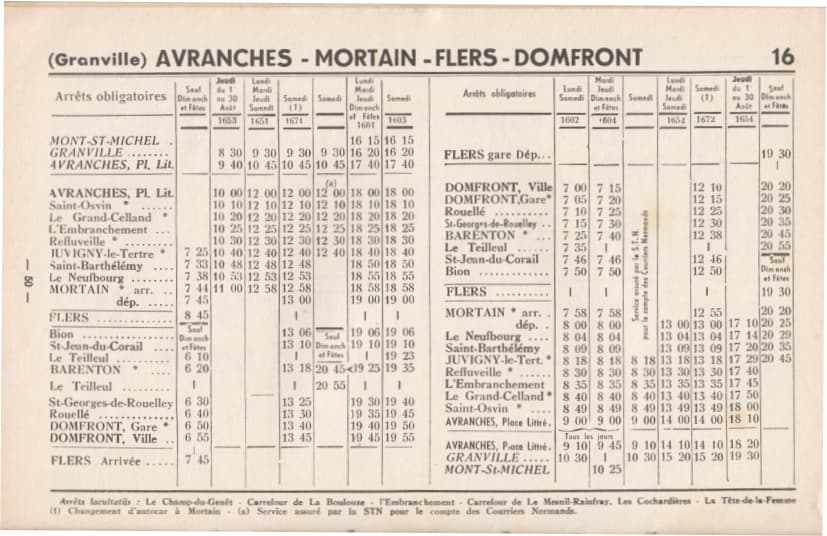 (Granville) AVRANCHES - MORTAIN - FLERS - DOMFRONT 16
Arrêts obligatoires | Seul Dimanch et Fêtes | Jeudi du 1er au 30 Août | Lundi Mardi Jeudi Samedi | Samedi (1) | Samedi | Lundi Mardi Jeudi Dimanch et Fêtes | Samedi
1653 1651 1671 1601 1603
MONT-ST-MICHEL . 16 15 16 15
GRANVILLE ........ 8 30 9 30 9 30 9 30 16 20 16 20
AVRANCHES, Pl. Lit. 9 40 10 45 10 45 10 45 17 40 17 40
(a)
AVRANCHES, Pl. Lit. 10 00 12 00 12 00 12 00 18 00 18 00
Saint-Osvin * ...... 10 10 12 10 12 10 12 10 18 10 18 10
Le Grand-Celland * 10 20 12 20 12 20 12 20 18 20 18 20
L'Embranchement ... 10 25 12 25 12 25 12 25 18 25 18 25
Reffuveille * ........ 10 30 12 30 12 30 12 30 18 30 18 30
JUVIGNY-le-Tertre * 7 25 10 40 12 40 12 40 12 40 18 40 18 40
Saint-Barthélémy .... 7 33 10 48 12 48 12 48 18 50 18 50
Le Neufbourg ........ 7 38 10 53 12 53 12 53 18 55 18 55
MORTAIN * arr. .. 7 44 11 00 12 58 12 58 18 58 18 58
dép. ..... 7 45 13 00 19 00 19 00
FLERS ............. 8 45 | | |
Bion ............... Seul Dimanch et Fêtes 13 06 Seul Dimanch et Fêtes 19 06 19 06
St-Jean-du-Corail .... 13 10 19 10 19 10
Le Teilleul ...... 6 10 | | 19 23
BARENTON * .... 6 20 13 18 20 45 19 25 19 35
Le Teilleul ...... | | 20 55 | |
St-Georges-de-Rouelley 6 30 13 25 19 30 19 40
Rouellé .............. 6 40 13 30 19 35 19 45
DOMFRONT, Gare * 6 50 13 40 19 40 19 50
DOMFRONT, Ville .. 6 55 13 45 19 45 19 55
FLERS Arrivée ..... 7 45
— 50 —
Arrêts obligatoires | Lundi Samedi | Mardi Jeudi Dimanch et Fêtes | Samedi | Lundi Mardi Jeudi Samedi | Samedi (1) | Jeudi du 1er au 30 Août | Seul Dimanch et Fêtes
1602 1604 1652 1672 1654
FLERS gare Dép... 19 30
DOMFRONT, Ville 7 00 7 15 12 10 20 20
DOMFRONT,Gare* 7 05 7 20 12 15 20 25
Rouellé .......... 7 10 7 25 12 25 20 30
St-Georges-de-Rouelley .. 7 15 7 30 12 30 20 35
BARENTON * ... 7 25 7 40 12 38 20 45
Le Teilleul ...... 7 35 | | 20 55
St-Jean-du-Corail 7 46 7 46 12 46 Seul Dimanch et Fêtes
Bion ............. 7 50 7 50 12 50
FLERS .......... | | | 19 30
MORTAIN * arr. . 7 58 7 58 12 55 20 20
dép. . 8 00 8 00 13 00 13 00 17 10 20 25
Le Neufbourg .... 8 04 8 04 13 04 13 04 17 14 20 29
Saint-Barthélémy 8 09 8 09 13 09 13 09 17 20 20 35
JUVIGNY-le-Tert. * 8 18 8 18 8 18 13 18 13 18 17 29 20 45
Reffuveille * ...... 8 30 8 30 8 30 13 30 13 30 17 40
L'Embranchement 8 35 8 35 8 35 13 35 13 35 17 45
Le Grand-Celland * 8 40 8 40 8 40 13 40 13 40 17 50
Saint-Osvin * .... 8 49 8 49 8 49 13 49 13 49 18 00
AVRANCHES, Place Littré. 9 00 9 00 9 00 14 00 14 00 18 10
Tous les jours
AVRANCHES, Place Littré. 9 10 9 45 9 10 14 10 14 10 18 20
GRANVILLE ..... 10 30 | 10 30 15 20 15 20 19 30
MONT-St-MICHEL 10 25
Service assuré par le S.T.N.
pour le compte des Courriers Normands
Arrêts facultatifs : Le Champ-du-Genêt - Carrefour de La Boulouze - l'Embranchement - Carrefour de Le Mesnil-Rainfray. Les Cochardières - La Tête-de-la-Femme
(1) Changement d'autocar à Mortain - (a) Service assuré par la STN pour le compte des Courriers Normands.